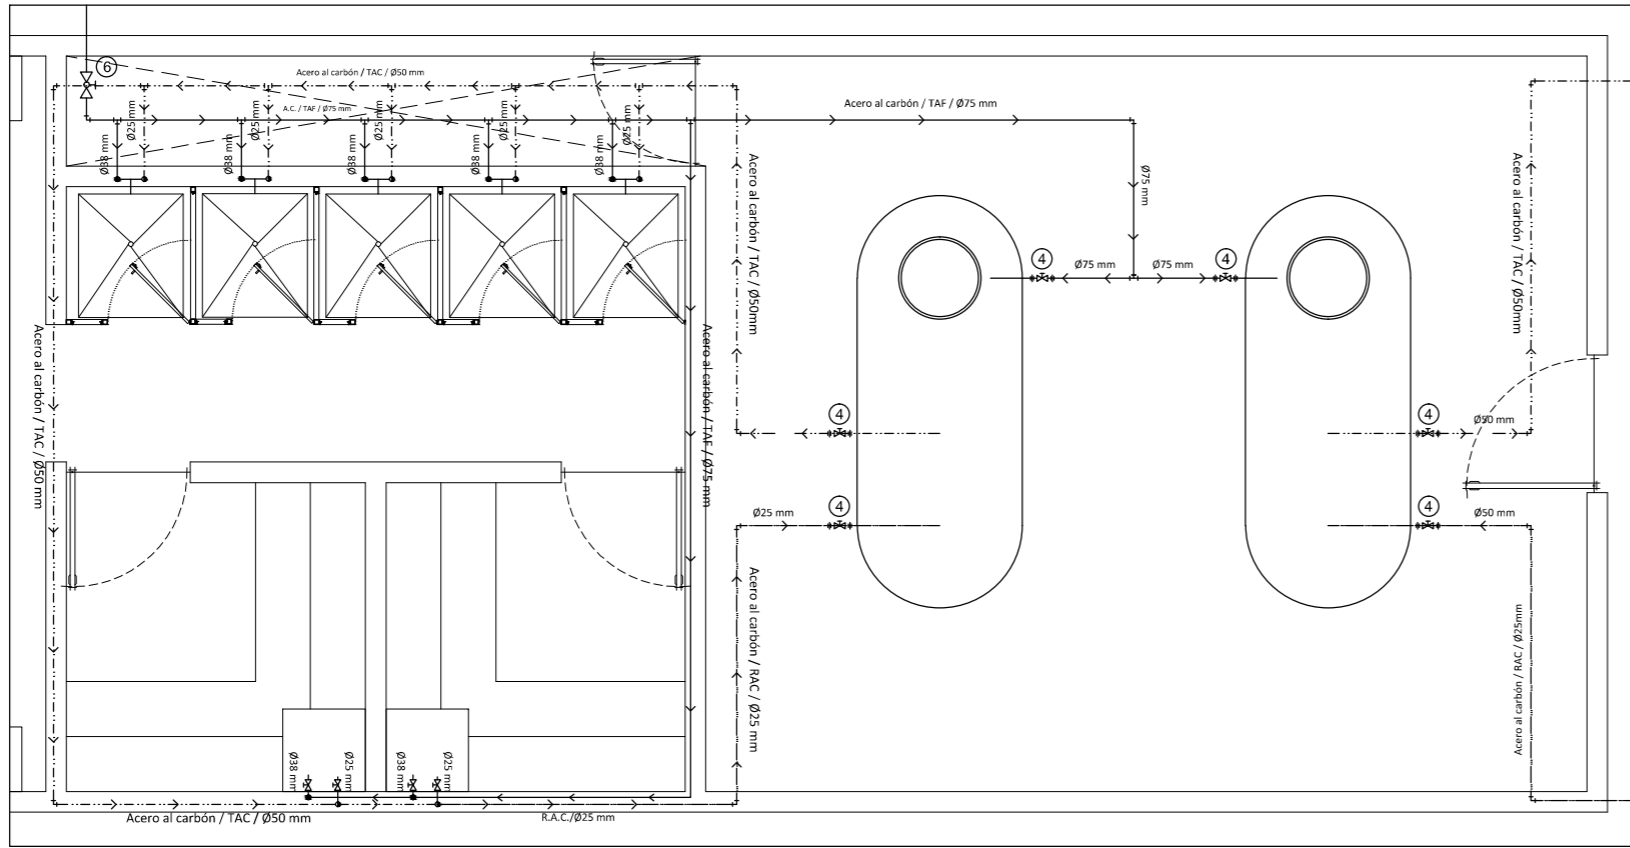 6
Acero al carbón / TAC / Ø50 mm
A.C. / TAF / Ø75 mm
Acero al carbón / TAF / Ø75 mm
Ø38 mm
Ø25 mm
Ø38 mm
Ø25 mm
Ø38 mm
Ø25 mm
Ø38 mm
Ø25 mm
Ø38 mm
Ø25 mm
Acero al carbón / TAC / Ø50mm
Ø75 mm
Acero al carbón / TAC / Ø50mm
4
Ø75 mm
Ø75 mm
4
Acero al carbón / TAC / Ø50 mm
Acero al carbón / TAF / Ø75 mm
4
4
Ø50 mm
Ø25 mm
4
4
Ø50 mm
Acero al carbón / RAC / Ø25 mm
Acero al carbón / RAC / Ø25mm
Ø38 mm
Ø25 mm
Ø38 mm
Ø25 mm
Acero al carbón / TAC / Ø50 mm
R.A.C./Ø25 mm